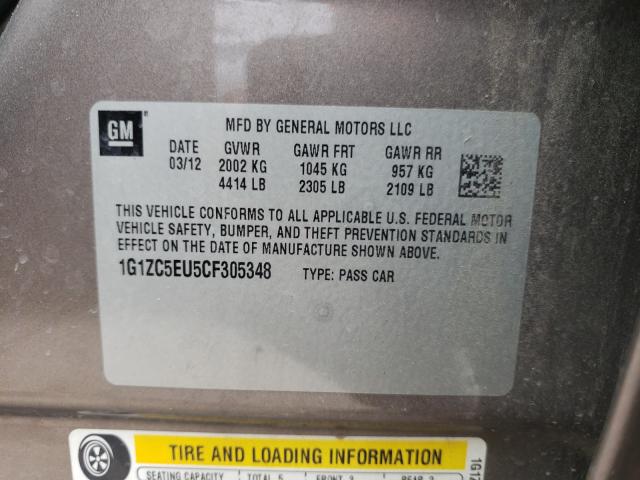 GM
MFD BY GENERAL MOTORS LLC
DATE GVWR GAWR FRT GAWR RR
03/12 2002 KG 1045 KG 957 KG
4414 LB 2305 LB 2109 LB
THIS VEHICLE CONFORMS TO ALL APPLICABLE U.S. FEDERAL MOTOR
VEHICLE SAFETY, BUMPER, AND THEFT PREVENTION STANDARDS IN
EFFECT ON THE DATE OF MANUFACTURE SHOWN ABOVE.
1G1ZC5EU5CF305348 TYPE: PASS CAR
TIRE AND LOADING INFORMATION
SEATING CAPACITY TOTAL 5 FRONT 2 REAR 3
1G1Z